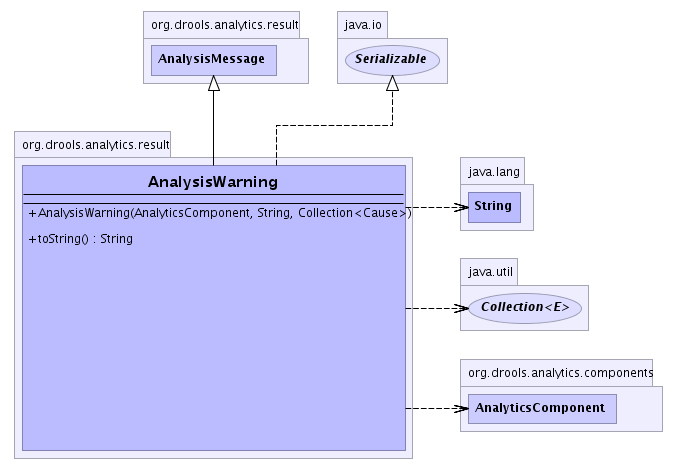 org.drools.analytics.result
AnalysisMessage
java.io
Serializable
org.drools.analytics.result
AnalysisWarning
+ AnalysisWarning(AnalyticsComponent, String, Collection<Cause>)
+ toString() : String
java.lang
String
java.util
Collection<E>
org.drools.analytics.components
AnalyticsComponent